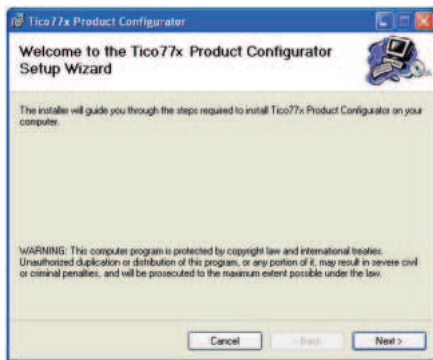 Tico77x Product Configurator
Welcome to the Tico77x Product Configurator
Setup Wizard
The installer will guide you through the steps required to install Tico77x Product Configurator on your
computer.
WARNING: This computer program is protected by copyright law and international treaties.
Unauthorized duplication or distribution of this program, or any portion of it, may result in severe civil
or criminal penalties, and will be prosecuted to the maximum extent possible under the law.
Cancel
< Back
Next >